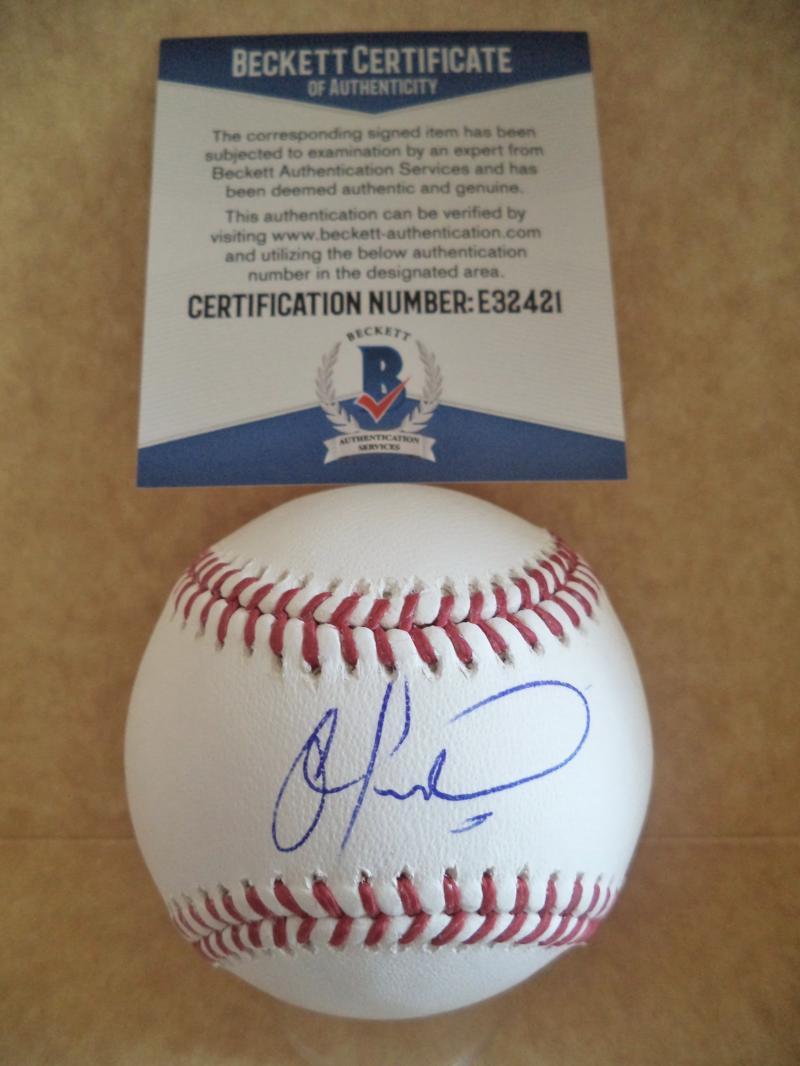 BECKETT CERTIFICATE
OF AUTHENTICITY
The corresponding signed item has been
subjected to examination by an expert from
Beckett Authentication Services and has
been deemed authentic and genuine.
This authentication can be verified by
visiting www.beckett-authentication.com
and utilizing the below authentication
number in the designated area.
CERTIFICATION NUMBER: E32421
BECKETT
B
AUTHENTICATION
SERVICES